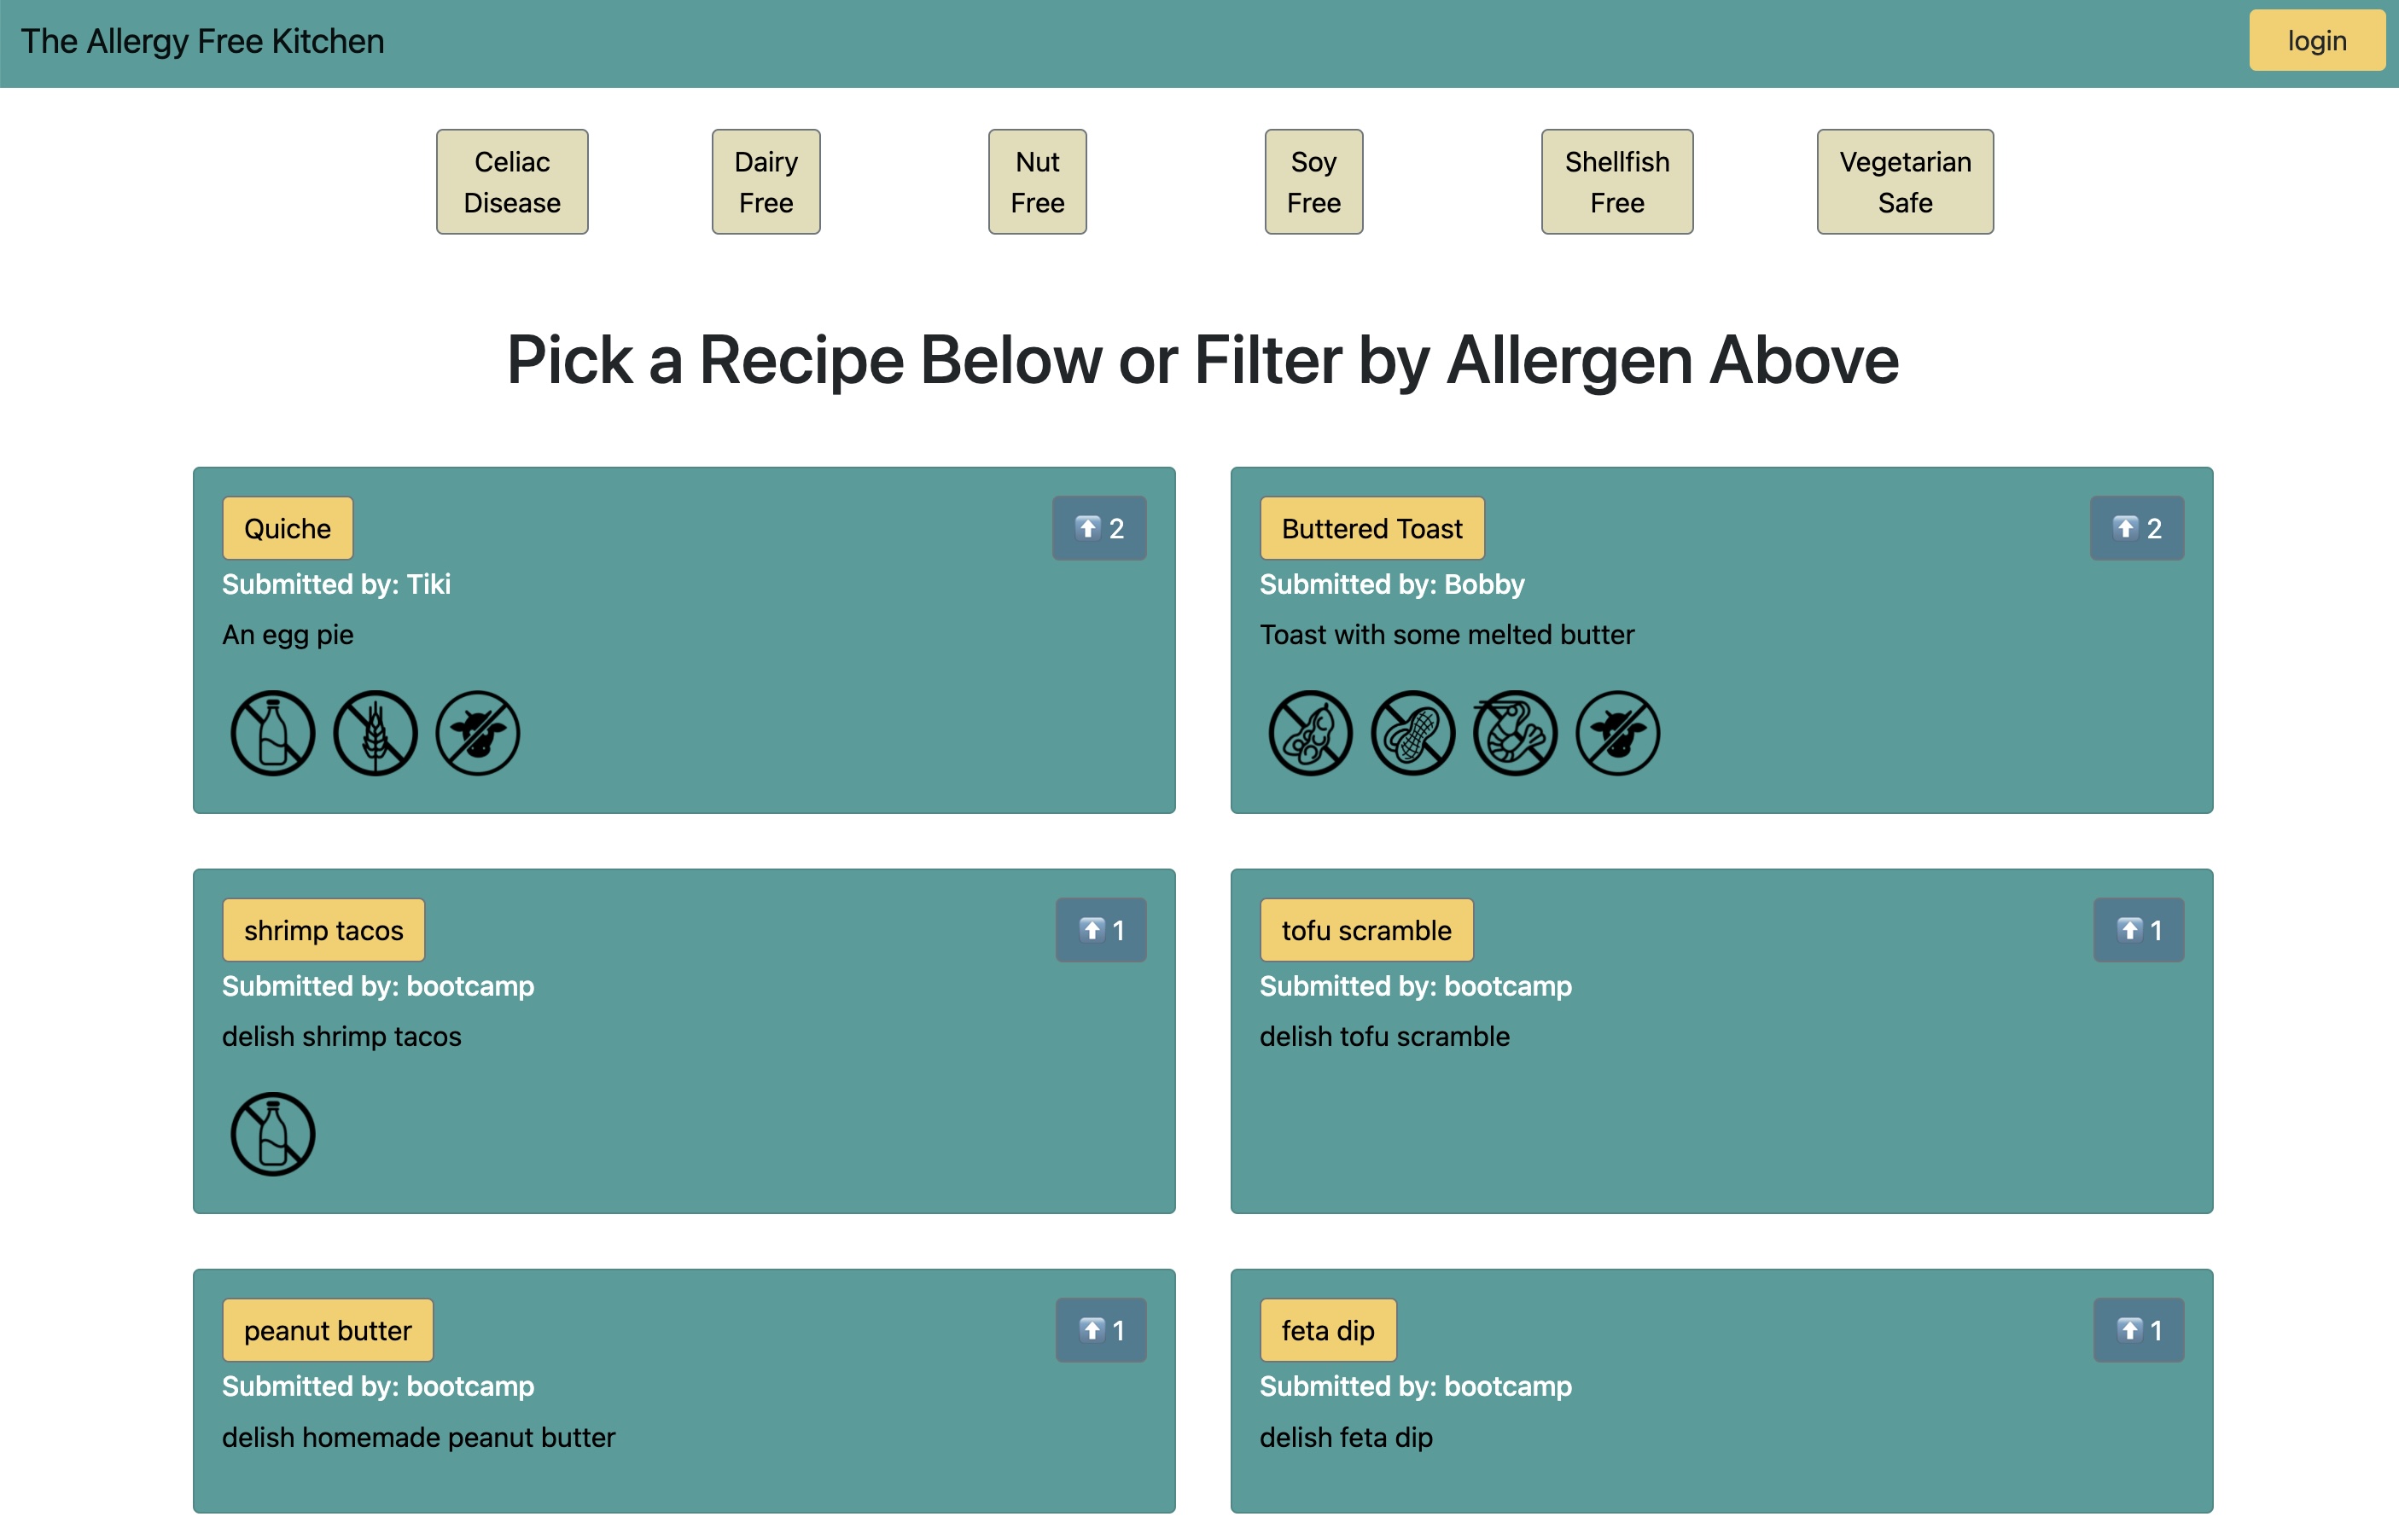 The Allergy Free Kitchen
login
Celiac
Disease
Dairy
Free
Nut
Free
Soy
Free
Shellfish
Free
Vegetarian
Safe
Pick a Recipe Below or Filter by Allergen Above
Quiche
2
Submitted by: Tiki
An egg pie
Buttered Toast
2
Submitted by: Bobby
Toast with some melted butter
shrimp tacos
1
Submitted by: bootcamp
delish shrimp tacos
tofu scramble
1
Submitted by: bootcamp
delish tofu scramble
peanut butter
1
Submitted by: bootcamp
delish homemade peanut butter
feta dip
1
Submitted by: bootcamp
delish feta dip